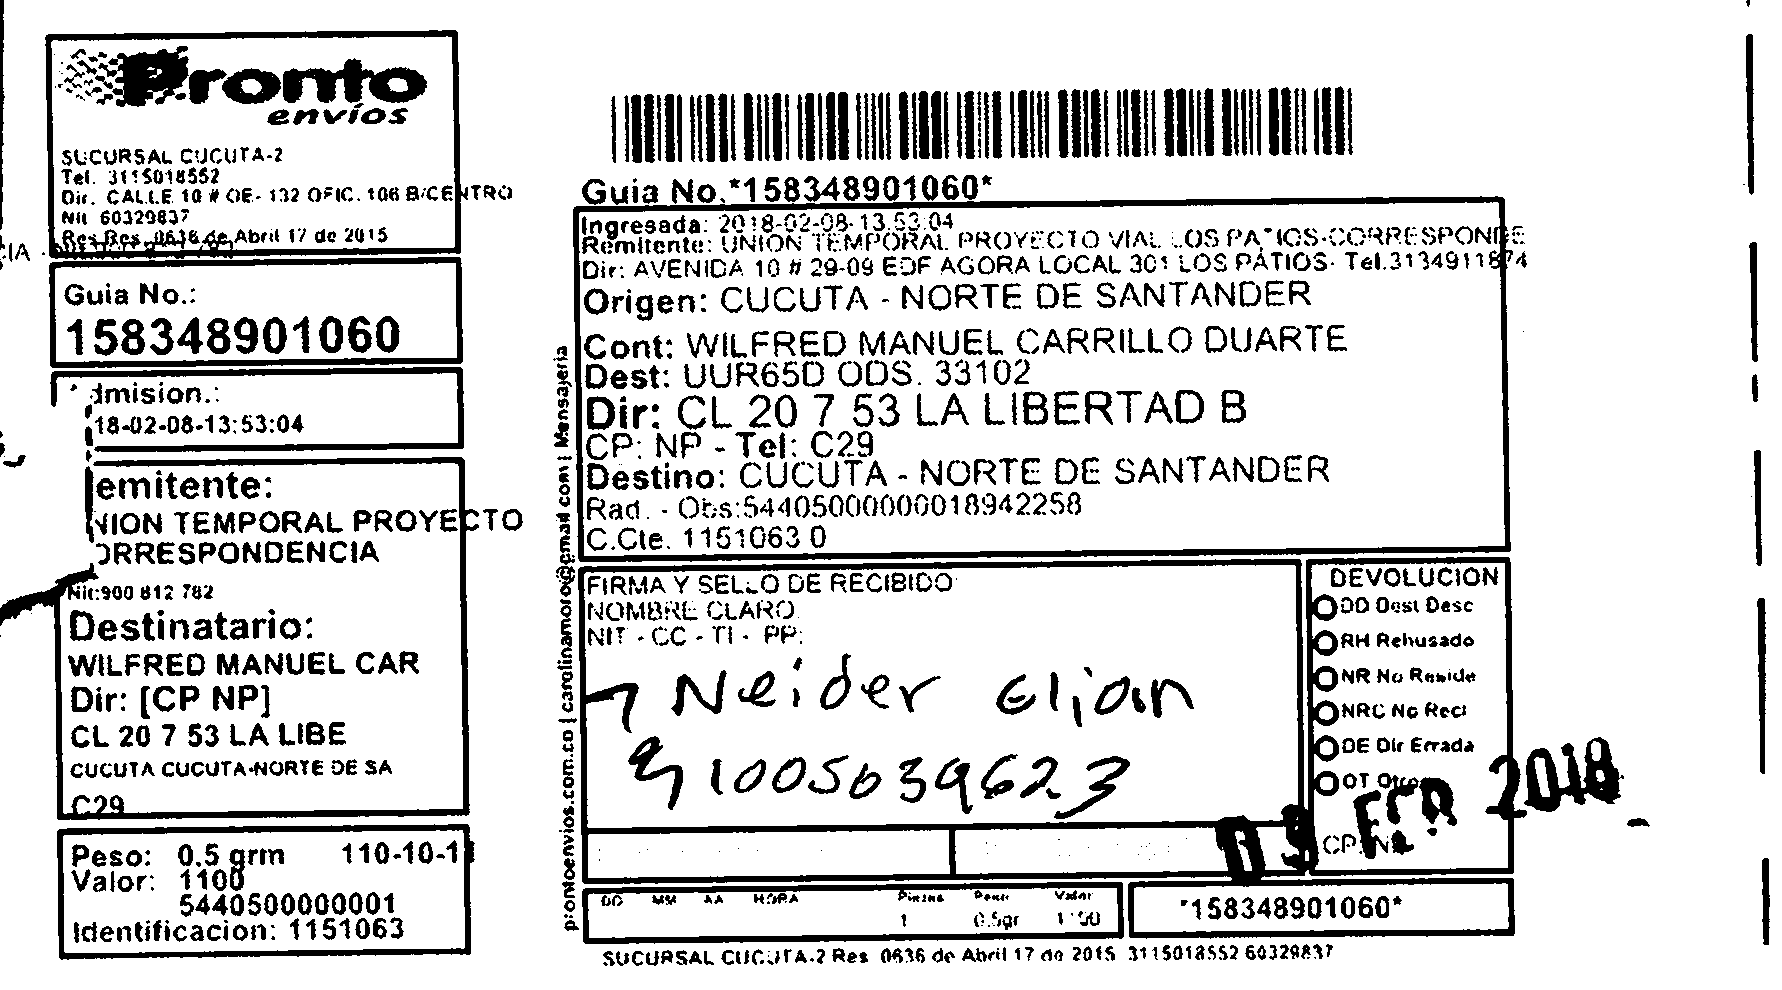 Pronto
envíos
SUCURSAL CUCUTA-2
Tel. 3115018552
Dir. CALLE 10 # OE- 132 OFIC. 106 B/CENTRO
Nit 60329837
Res Res. 0636 de Abril 17 de 2015
Guia No.:
158348901060
dmision.:
18-02-08-13:53:04
emitente:
NION TEMPORAL PROYECTO
ORRESPONDENCIA
Nit:900 812 782
Destinatario:
WILFRED MANUEL CAR
Dir: [CP NP]
CL 20 7 53 LA LIBE
CUCUTA CUCUTA-NORTE DE SA
C29
Peso: 0.5 grm 110-10-1
Valor: 1100
5440500000001
Identificacion: 1151063
prontoenvios.com.co | carolinamoro@gmail com | Mensajeria
Guia No.*158348901060*
Ingresada: 2018-02-08-13:53:04
Remitente: UNION TEMPORAL PROYECTO VIAL LOS PATIOS-CORRESPONDE
Dir: AVENIDA 10 # 29-09 EDF AGORA LOCAL 301 LOS PATIOS- Tel.3134911874
Origen: CUCUTA - NORTE DE SANTANDER
Cont: WILFRED MANUEL CARRILLO DUARTE
Dest: UUR65D ODS. 33102
Dir: CL 20 7 53 LA LIBERTAD B
CP: NP - Tel: C29
Destino: CUCUTA - NORTE DE SANTANDER
Rad. - Obs:5440500000018942258
C.Cte. 1151063 0
FIRMA Y SELLO DE RECIBIDO
NOMBRE CLARO
NIT - CC - TI - PP:
Neider Elian
1005039623
DEVOLUCION
DD Dest Desc
RH Rehusado
NR No Reside
NRC No Recl
DE Dir Errada
OT Otros
09 FEB 2018
CP: NP
DD MM AA HORA Piezas Peso Valor
1 0.5gr 1100
*158348901060*
SUCURSAL CUCUTA-2 Res 0636 de Abril 17 de 2015 3115018552 60329837